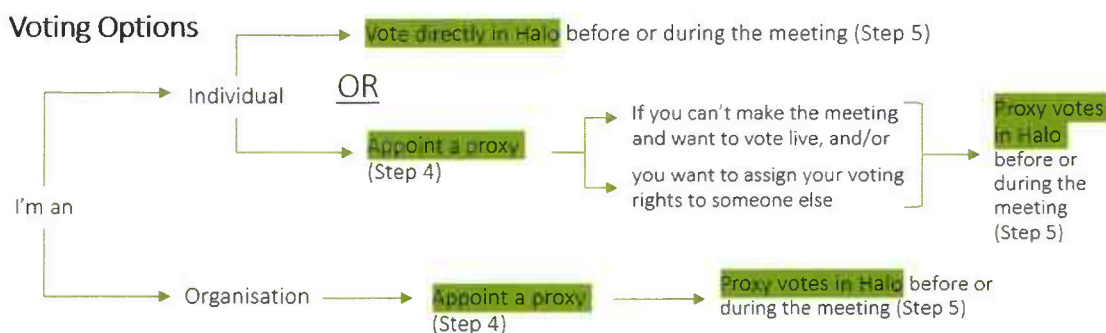 Voting Options
Vote directly in Halo before or during the meeting (Step 5)
Individual
OR
Appoint a proxy
(Step 4)
If you can't make the meeting
and want to vote live, and/or
you want to assign your voting
rights to someone else
Proxy votes
in Halo
before or
during the
meeting
(Step 5)
I'm an
Organisation
Appoint a proxy
(Step 4)
Proxy votes in Halo before or
during the meeting (Step 5)